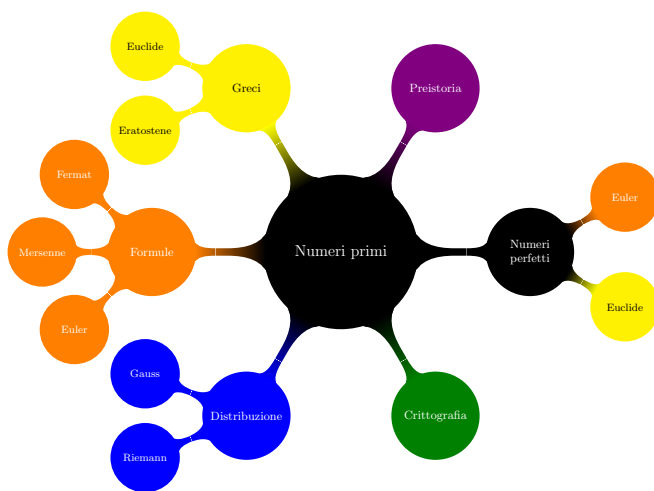 Euclide
Greci
Preistoria
Eratostene
Fermat
Euler
Mersenne
Formule
Numeri primi
Numeri
perfetti
Euler
Euclide
Gauss
Distribuzione
Crittografia
Riemann